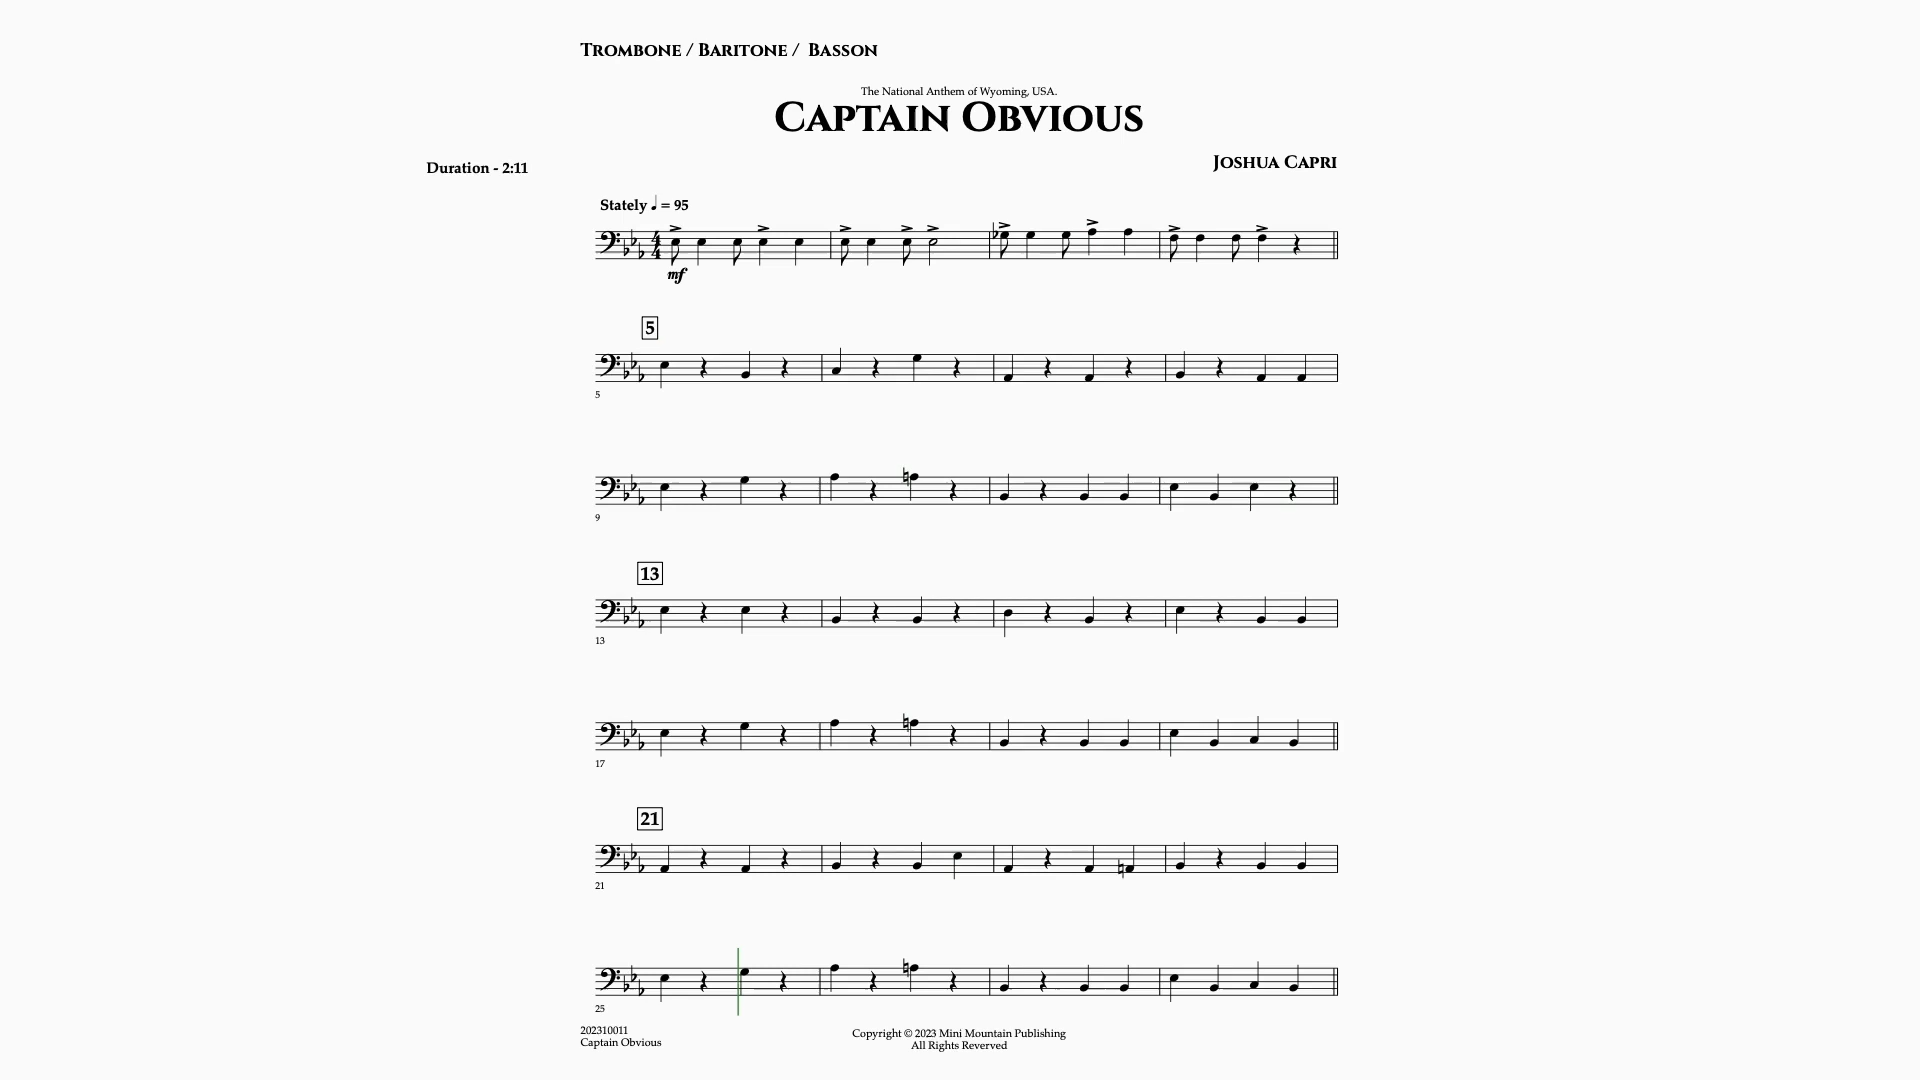 Trombone / Baritone / Basson
The National Anthem of Wyoming, USA.
Captain Obvious
Duration - 2:11
Joshua Capri
Stately ♩ = 95
4
4
mf
5
5
9
13
13
17
21
21
25
202310011
Captain Obvious
Copyright © 2023 Mini Mountain Publishing
All Rights Reverved